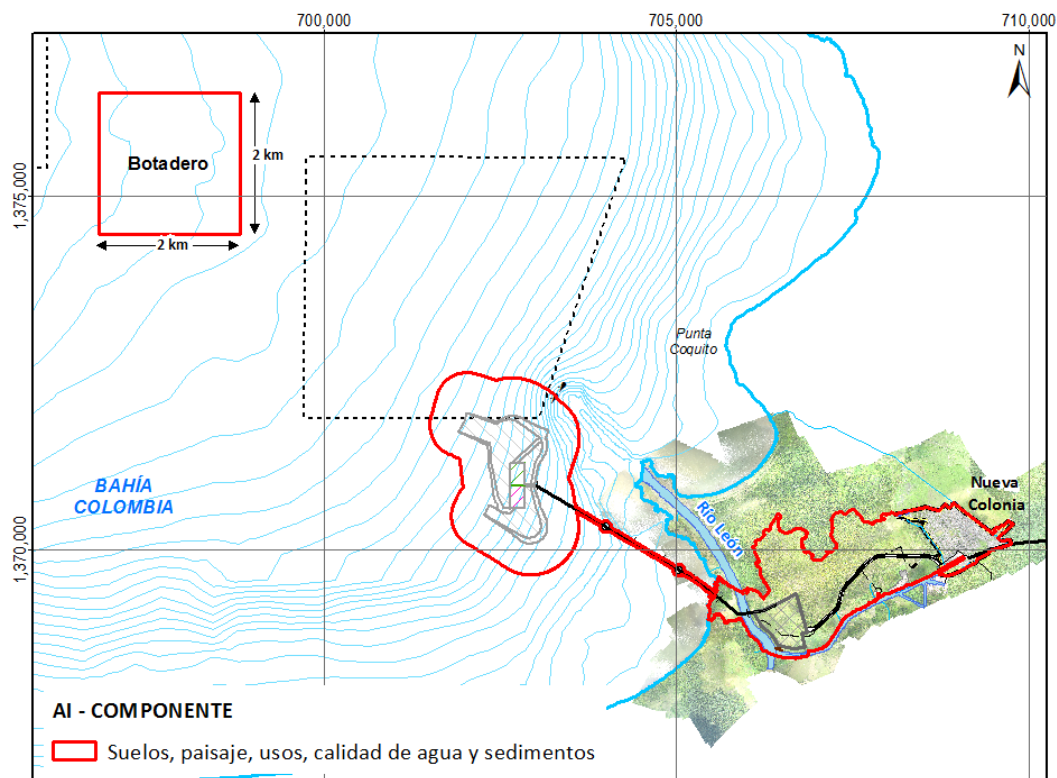 700,000
705,000
710,000
N
1,375,000
1,370,000
Botadero
2 km
2 km
Punta
Coquito
BAHÍA
COLOMBIA
Río León
Nueva
Colonia
AI - COMPONENTE
Suelos, paisaje, usos, calidad de agua y sedimentos